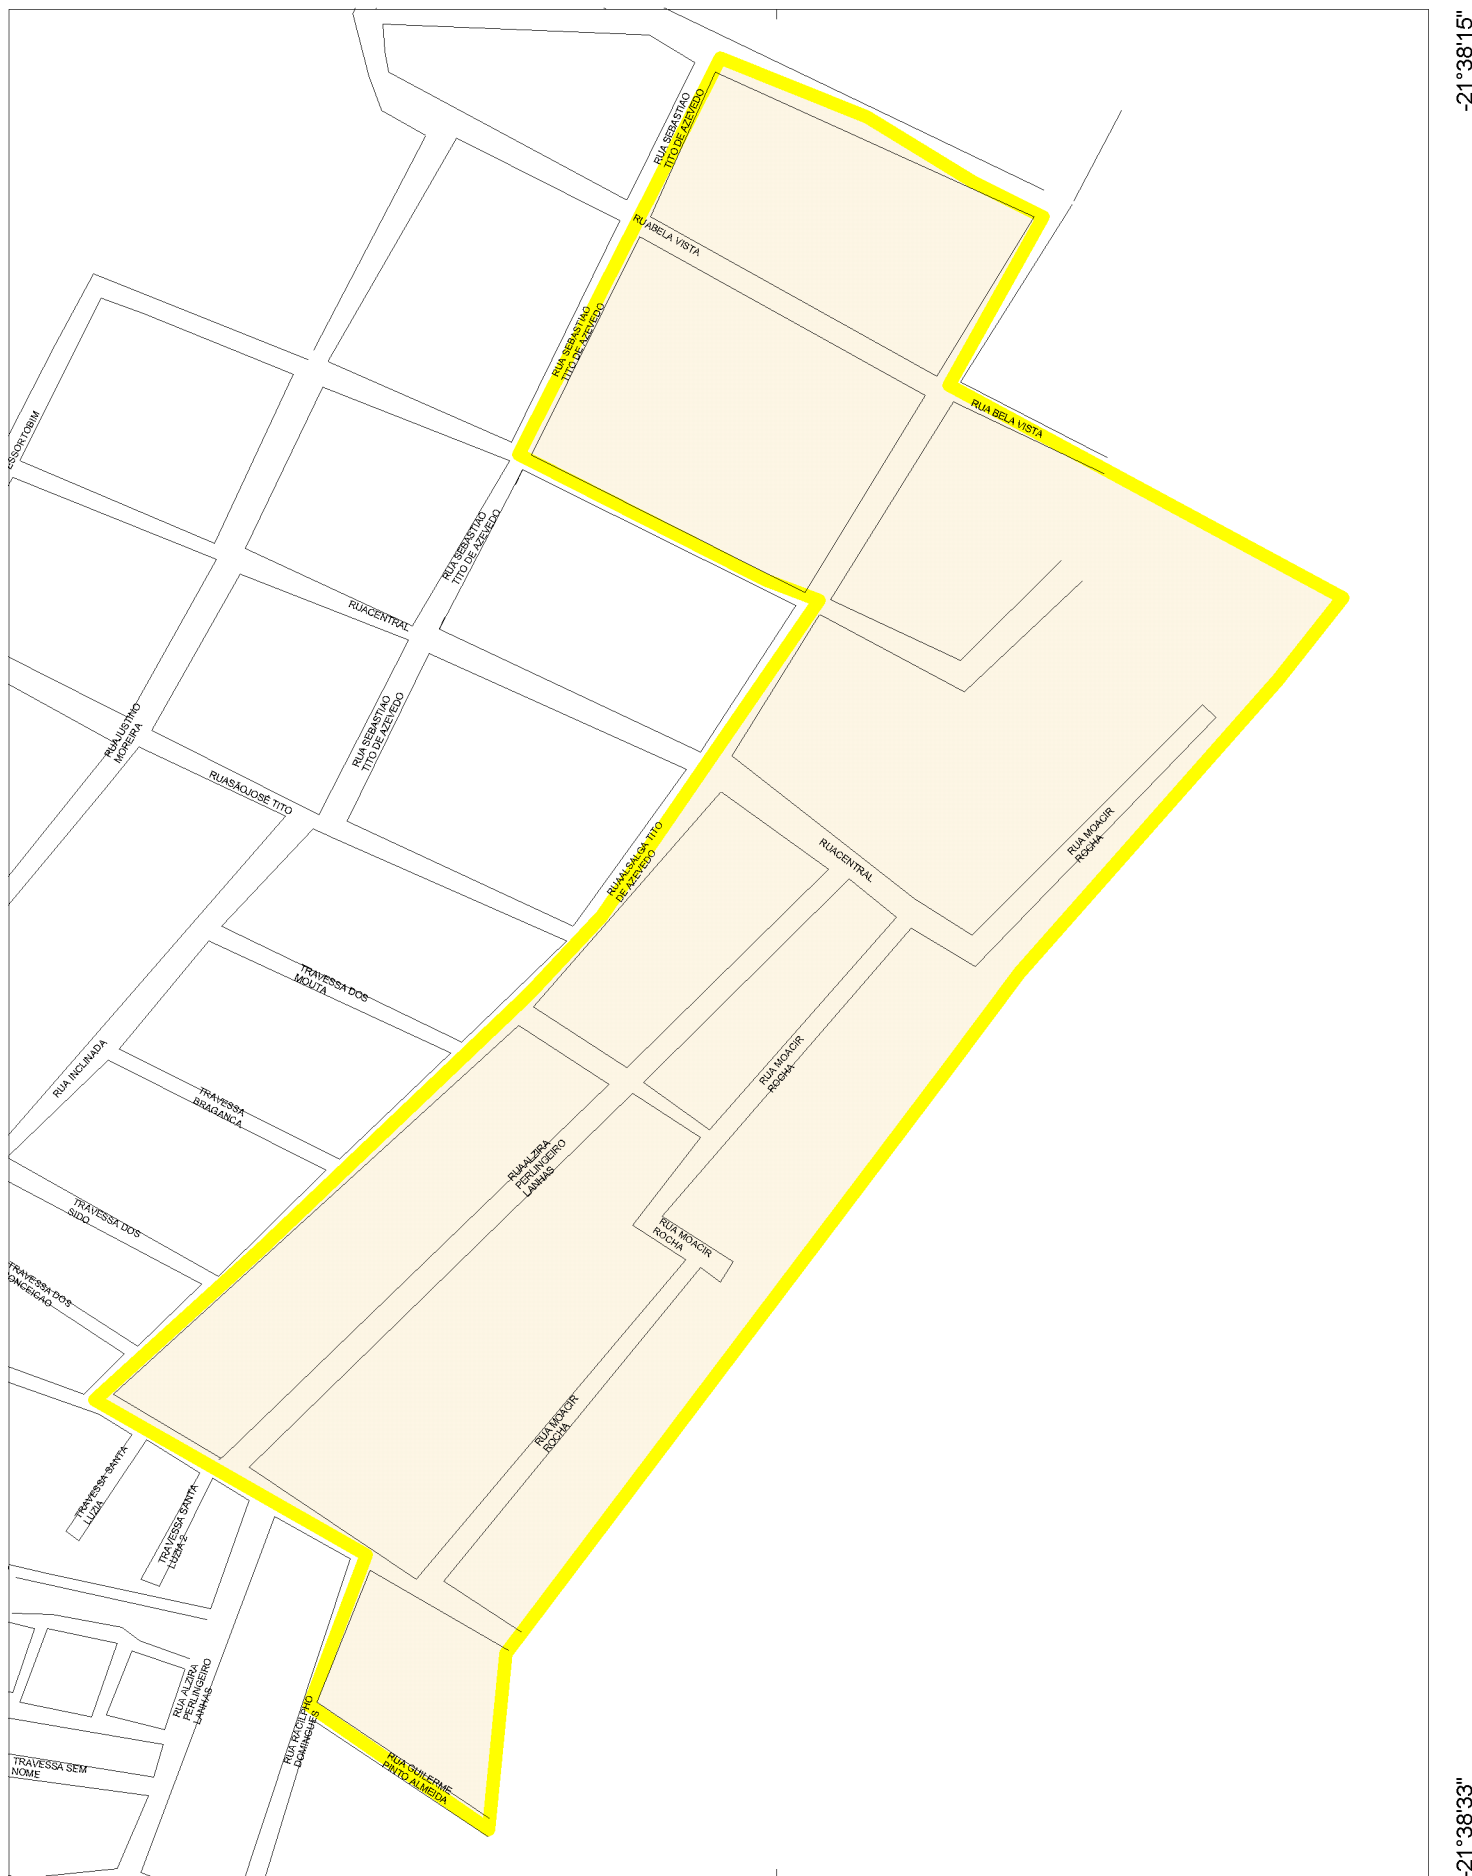 -21°38'15"
RUA SEBASTIAO
TITO DE AZEVEDO
RUABELA VISTA
RUA SEBASTIAO
TITO DE AZEVEDO
RUA BELA VISTA
ESSORTOBIM
RUA SEBASTIAO
TITO DE AZEVEDO
RUACENTRAL
RUA SEBASTIAO
TITO DE AZEVEDO
RUAJUSTINO
MOREIRA
RUASÃOJOSÉ TITO
RUAALSALGA TITO
DE AZEVEDO
RUACENTRAL
RUA MOACIR
ROCHA
TRAVESSA DOS
MOUTA
RUA INCLINADA
RUA MOACIR
ROCHA
TRAVESSA
BRAGANCA
RUAALZIRA
PERLINGEIRO
LANHAS
TRAVESSA DOS
SIDO
RUA MOACIR
ROCHA
TRAVESSA DOS
ONCEICAO
RUA MOACIR
ROCHA
TRAVESSA SANTA
LUZIA
TRAVESSA SANTA
LUZIA 2
RUA ALZIRA
PERLINGEIRO
LANHAS
RUA RACILPHO
DOMINGUES
TRAVESSA SEM
NOME
RUA GUILERME
PINTO ALMEIDA
-21°38'33"